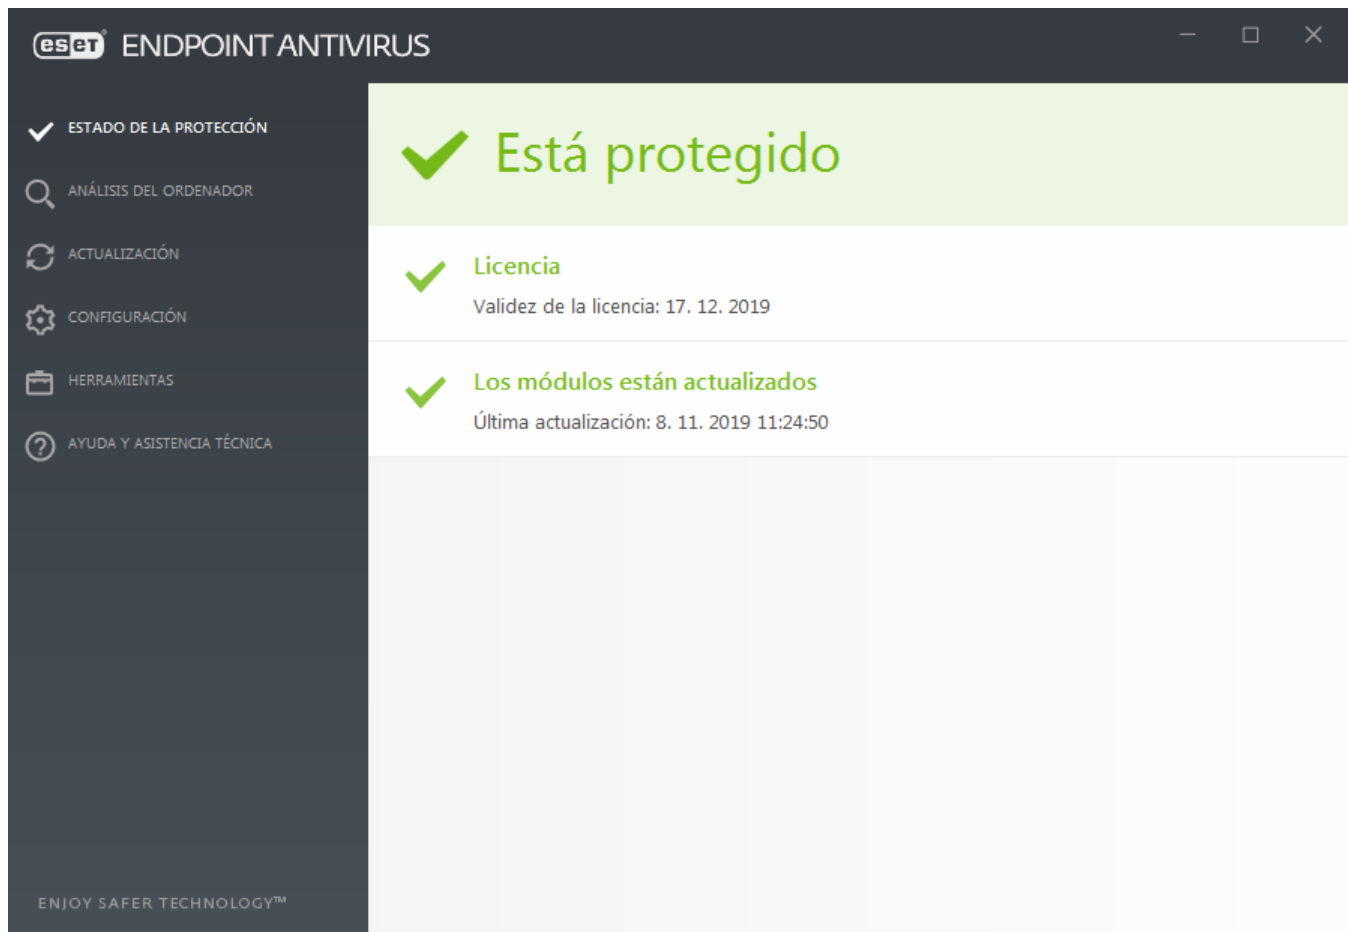 eset ENDPOINT ANTIVIRUS
ESTADO DE LA PROTECCIÓN
ANÁLISIS DEL ORDENADOR
ACTUALIZACIÓN
CONFIGURACIÓN
HERRAMIENTAS
AYUDA Y ASISTENCIA TÉCNICA
ENJOY SAFER TECHNOLOGY™
Está protegido
Licencia
Validez de la licencia: 17. 12. 2019
Los módulos están actualizados
Última actualización: 8. 11. 2019 11:24:50